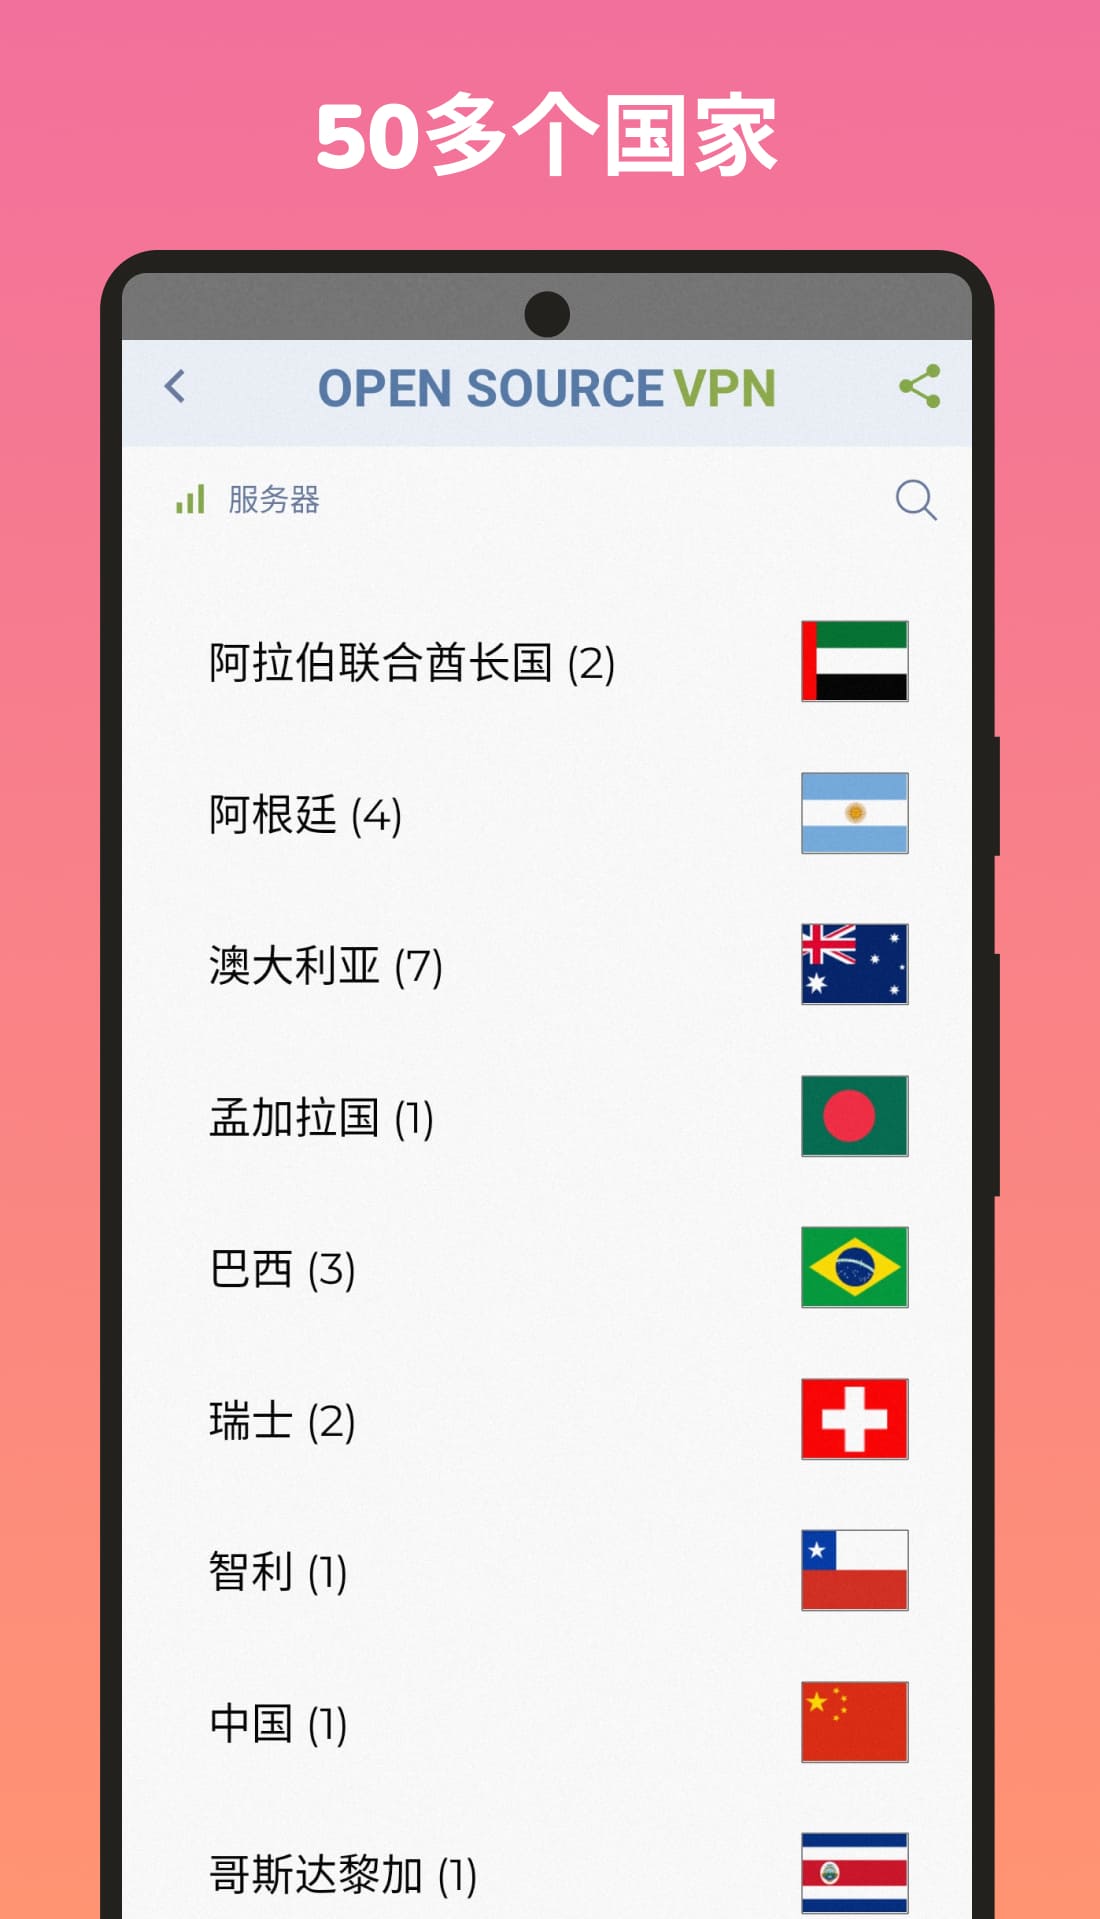 50多个国家
OPEN SOURCE VPN
服务器
阿拉伯联合酋长国 (2)
阿根廷 (4)
澳大利亚 (7)
孟加拉国 (1)
巴西 (3)
瑞士 (2)
智利 (1)
中国 (1)
哥斯达黎加 (1)